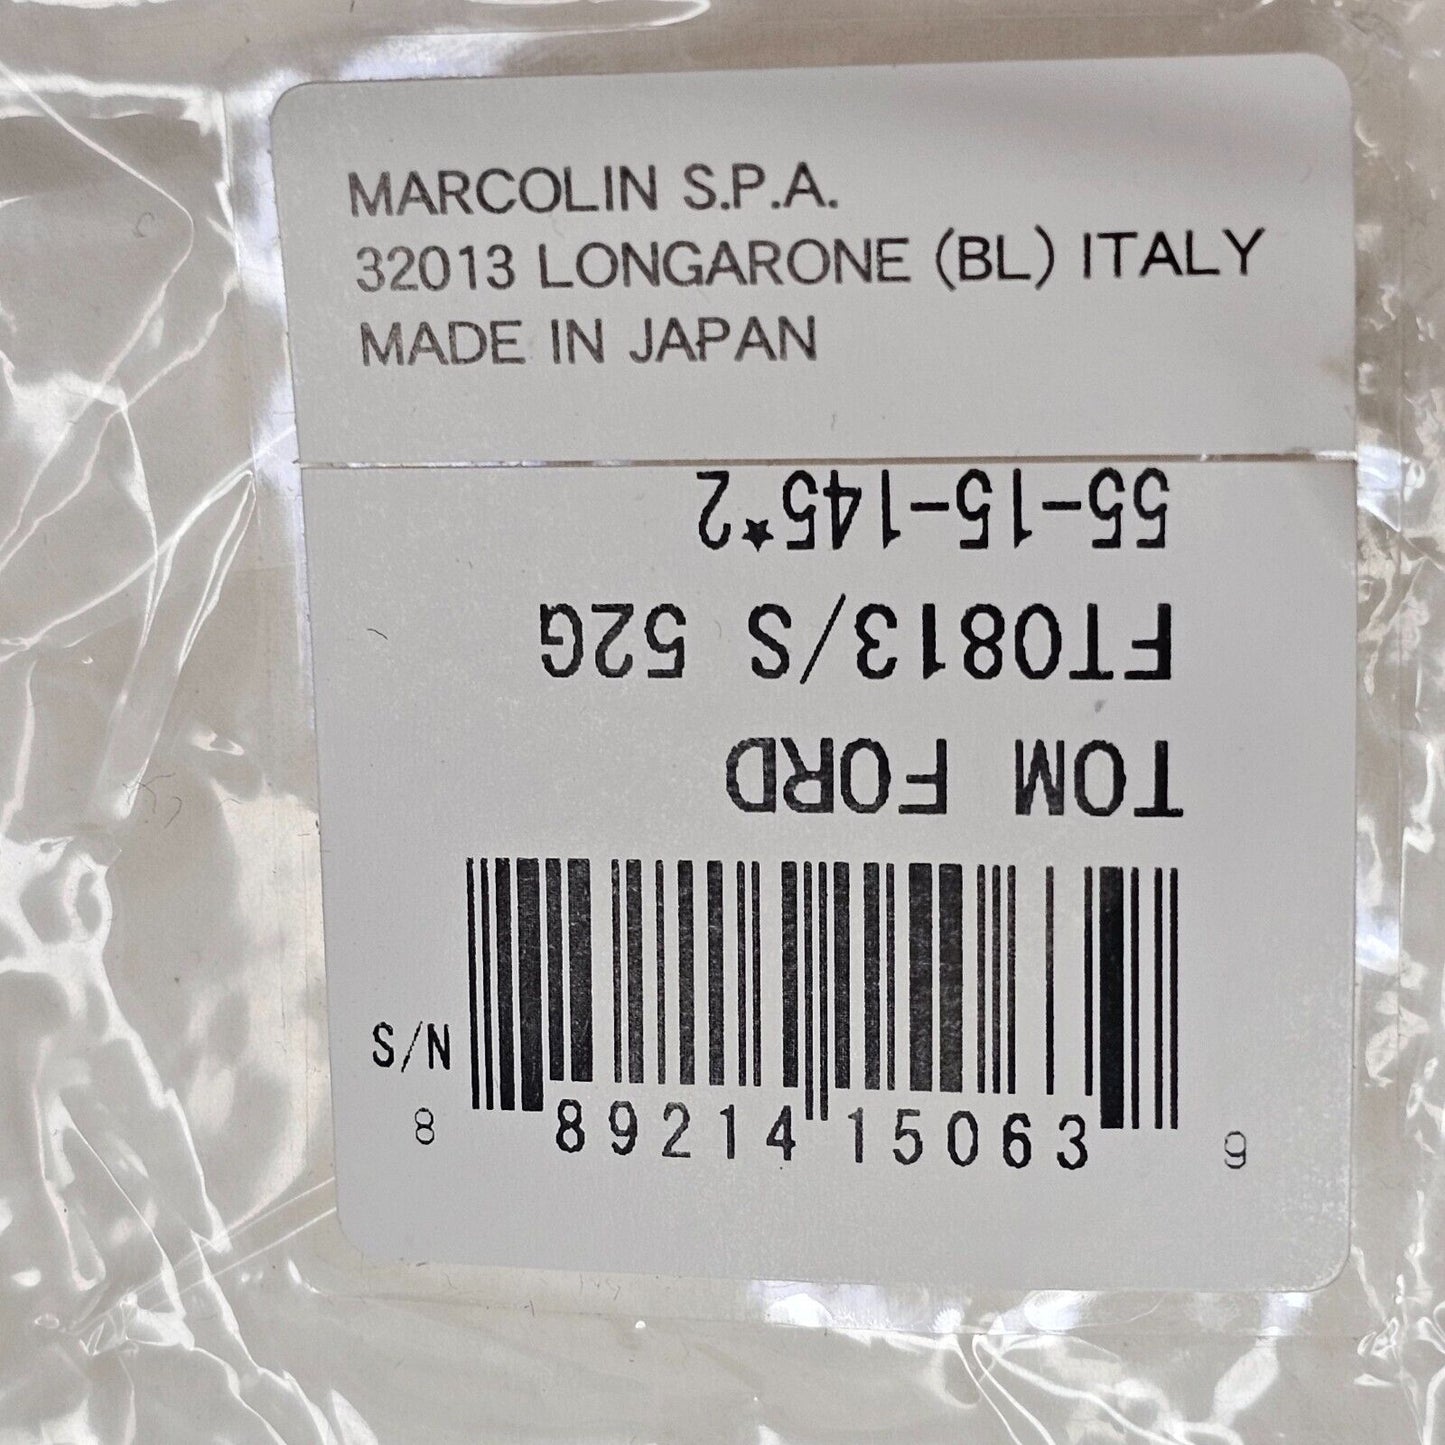 MARCOLIN S.P.A.
32013 LONGARONE (BL) ITALY
MADE IN JAPAN
TOM FORD
FT0813/S 52G
55-15-145*2
S/N
8 89214 15063 9